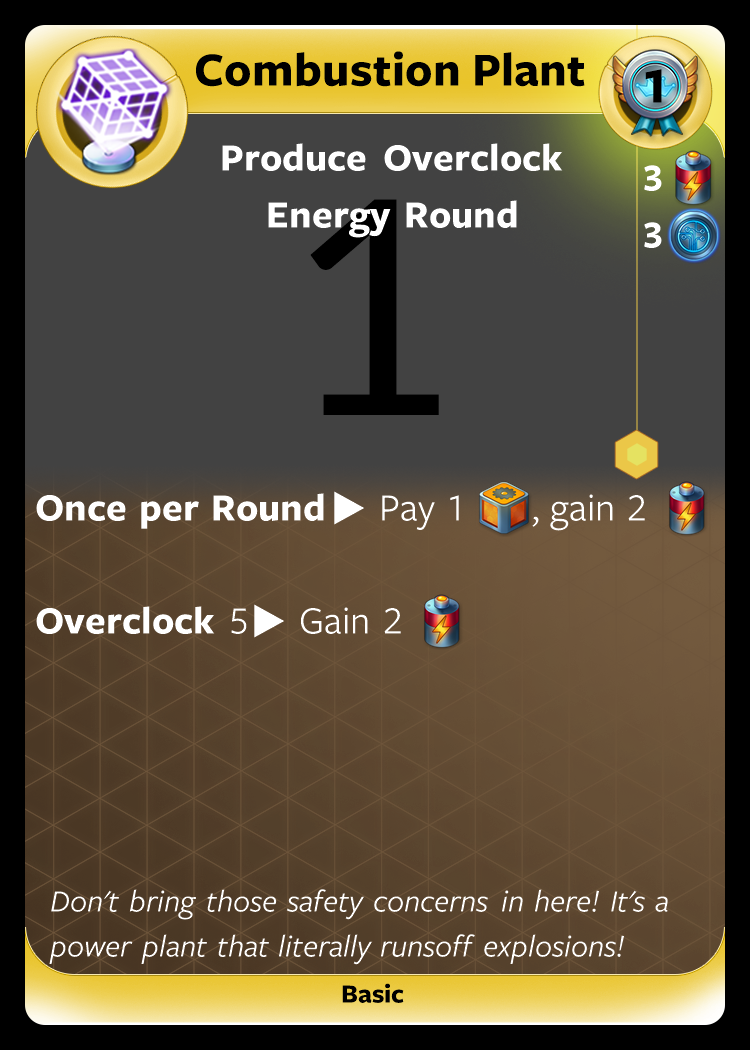 Combustion Plant
1
Produce Overclock
Energy Round
3
3
1
Once per Round▶ Pay 1 , gain 2
Overclock 5▶ Gain 2
Don't bring those safety concerns in here! It's a
power plant that literally runsoff explosions!
Basic